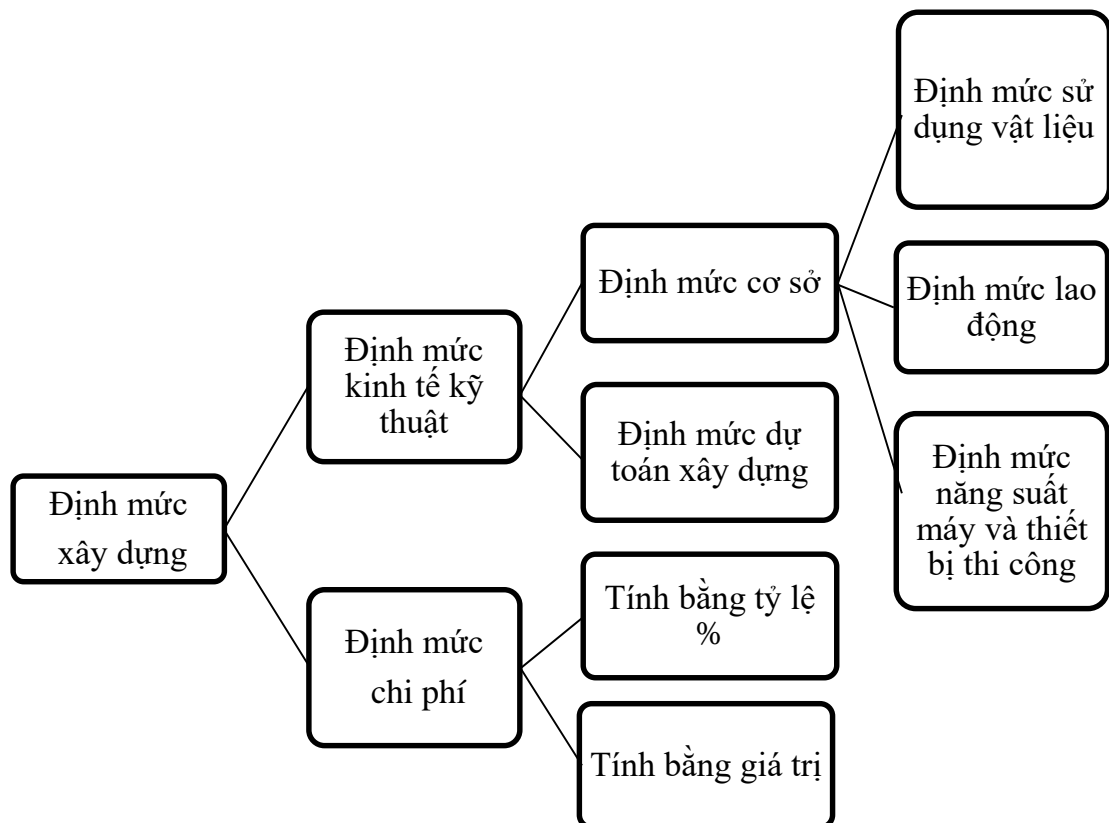 Định mức
xây dựng
Định mức
kinh tế kỹ
thuật
Định mức cơ sở
Định mức sử
dụng vật liệu
Định mức lao
động
Định mức
năng suất
máy và thiết
bị thi công
Định mức dự
toán xây dựng
Định mức
chi phí
Tính bằng tỷ lệ
%
Tính bằng giá trị